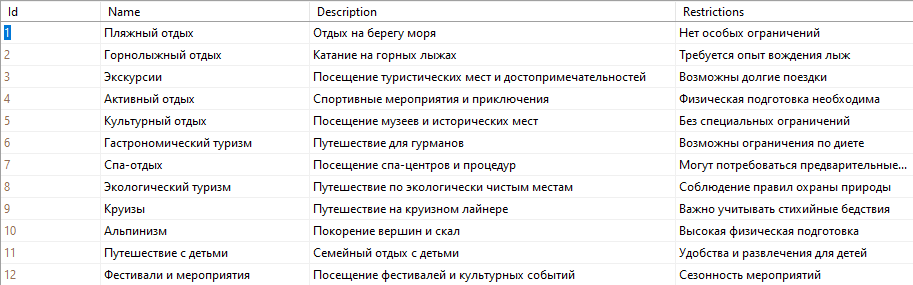 Id Name Description Restrictions
1 Пляжный отдых Отдых на берегу моря Нет особых ограничений
2 Горнолыжный отдых Катание на горных лыжах Требуется опыт вождения лыж
3 Экскурсии Посещение туристических мест и достопримечательностей Возможны долгие поездки
4 Активный отдых Спортивные мероприятия и приключения Физическая подготовка необходима
5 Культурный отдых Посещение музеев и исторических мест Без специальных ограничений
6 Гастрономический туризм Путешествие для гурманов Возможны ограничения по диете
7 Спа-отдых Посещение спа-центров и процедур Могут потребоваться предварительные...
8 Экологический туризм Путешествие по экологически чистым местам Соблюдение правил охраны природы
9 Круизы Путешествие на круизном лайнере Важно учитывать стихийные бедствия
10 Альпинизм Покорение вершин и скал Высокая физическая подготовка
11 Путешествие с детьми Семейный отдых с детьми Удобства и развлечения для детей
12 Фестивали и мероприятия Посещение фестивалей и культурных событий Сезонность мероприятий